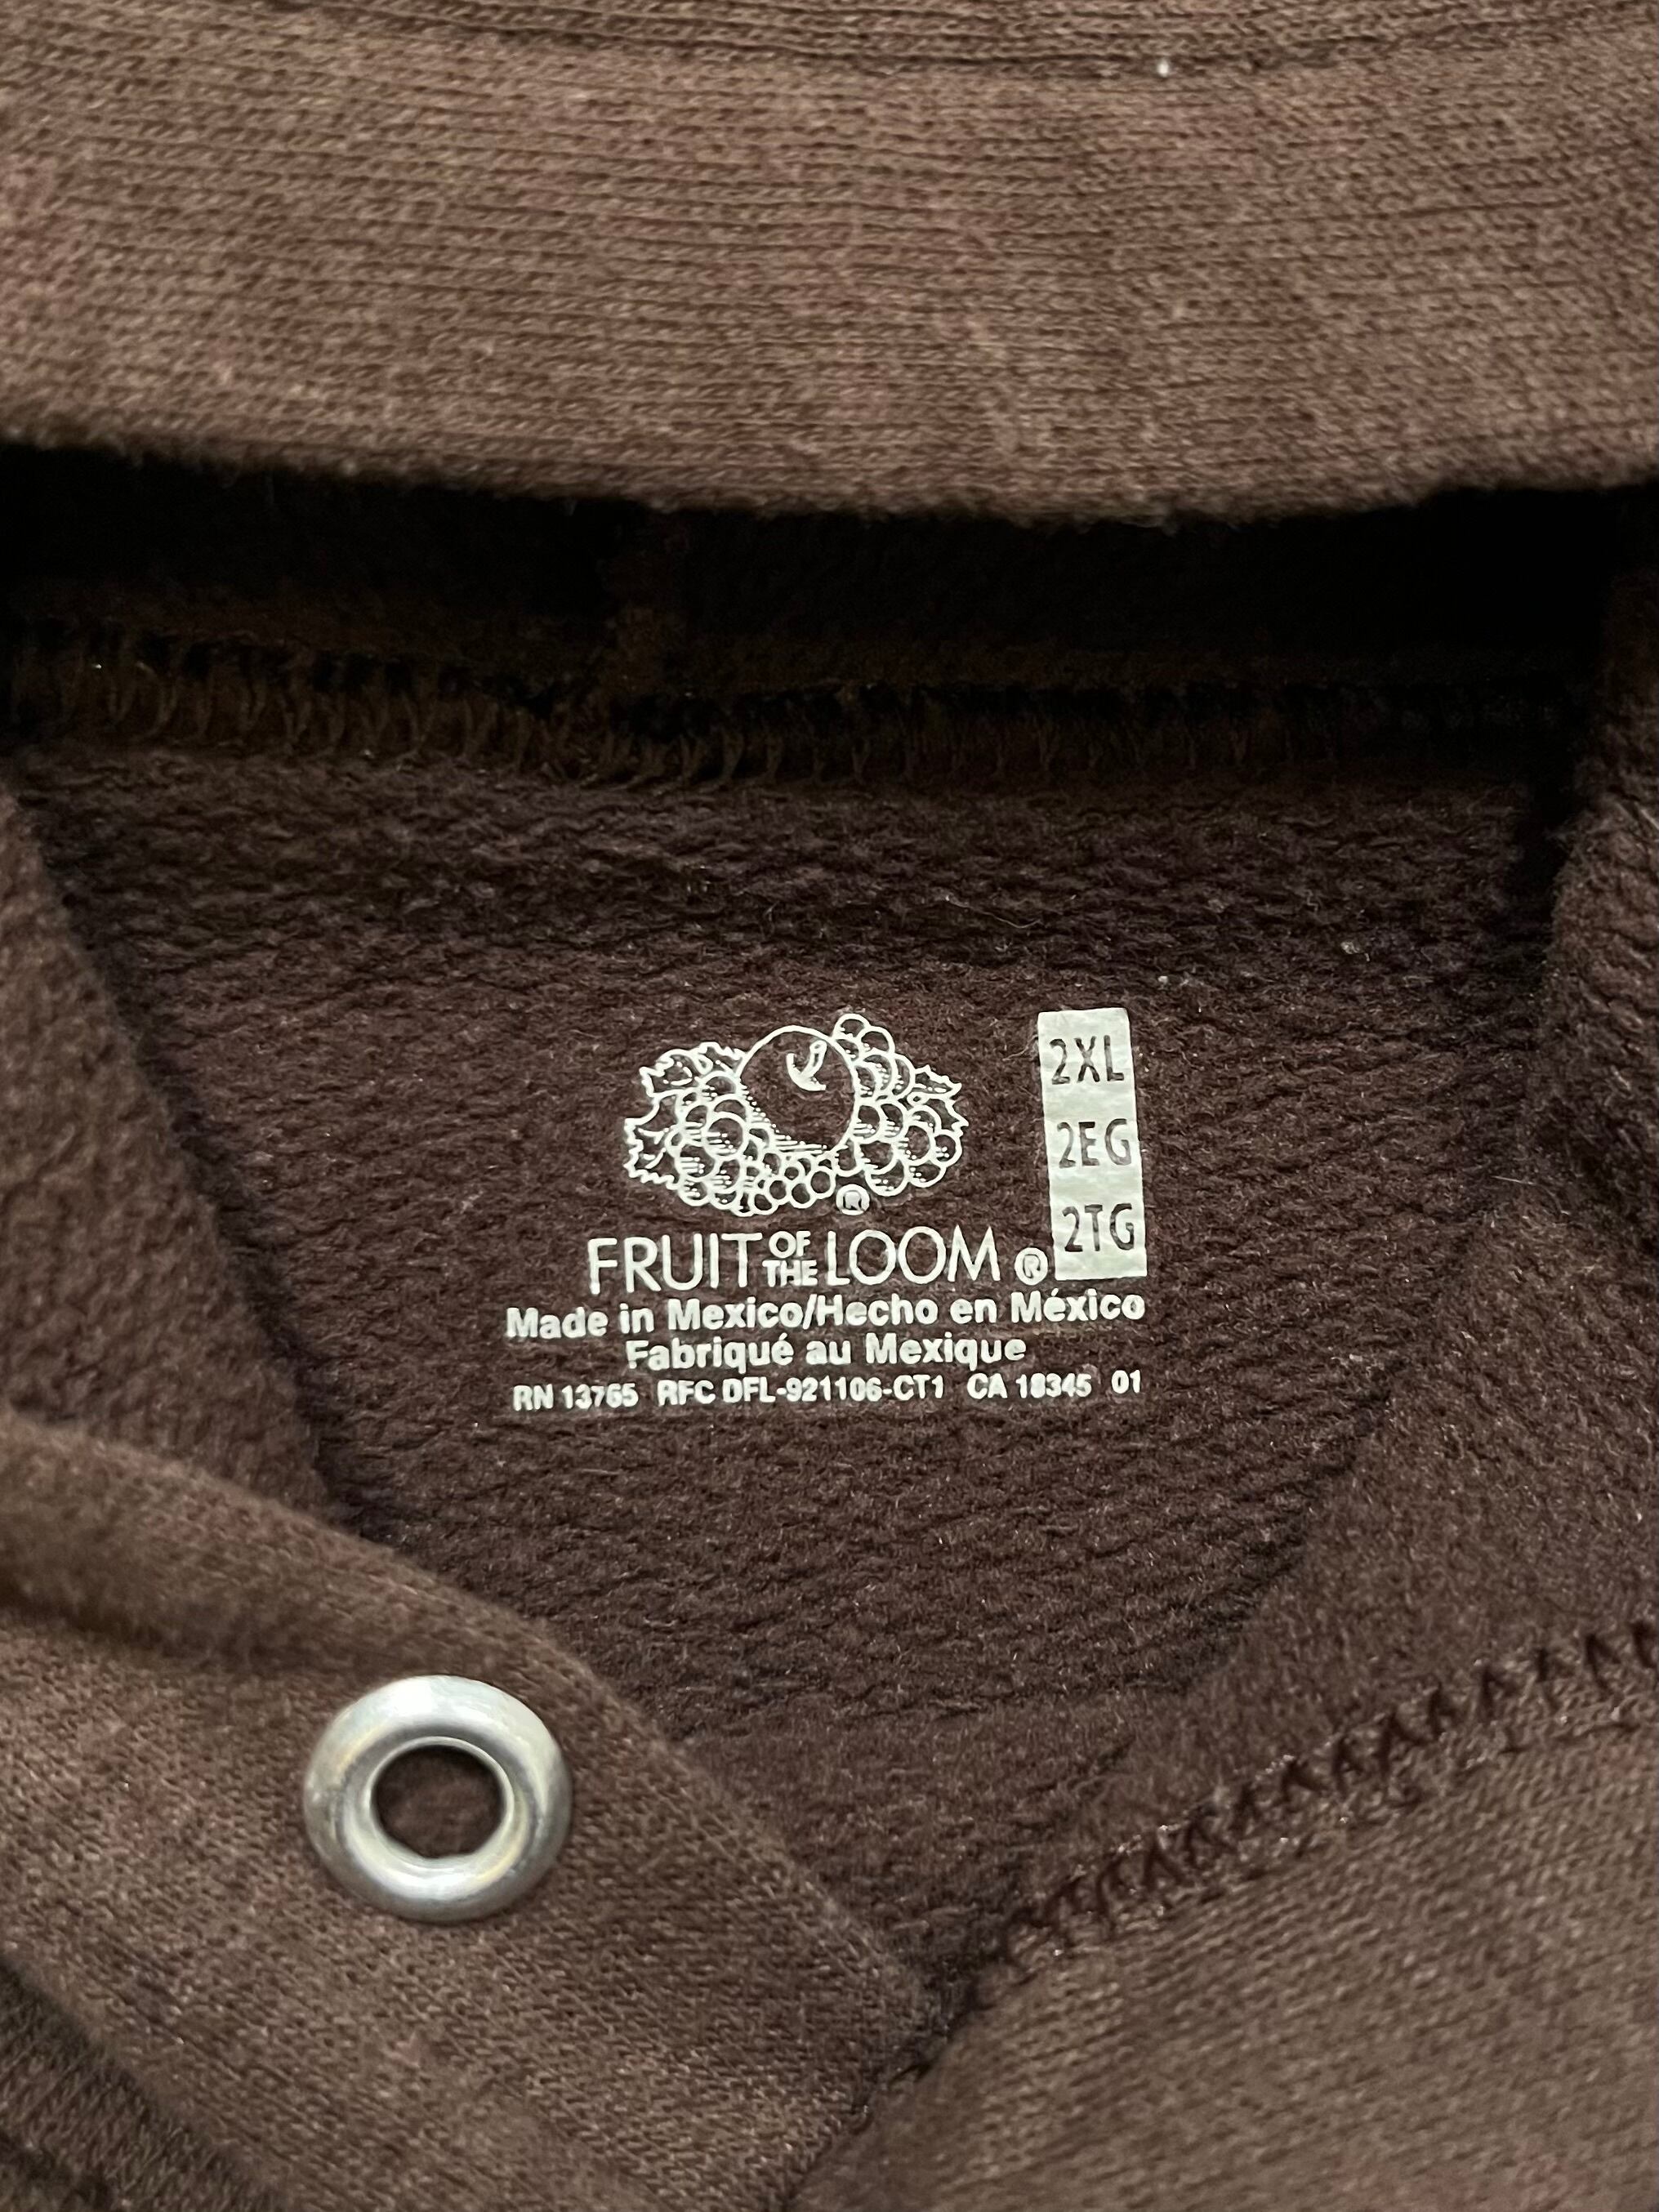 2XL
2EG
2TG
FRUIT OF THE LOOM ®
Made in Mexico/Hecho en México
Fabriqué au Mexique
RN 13765 RFC DFL-921106-CT1 CA 18345 01